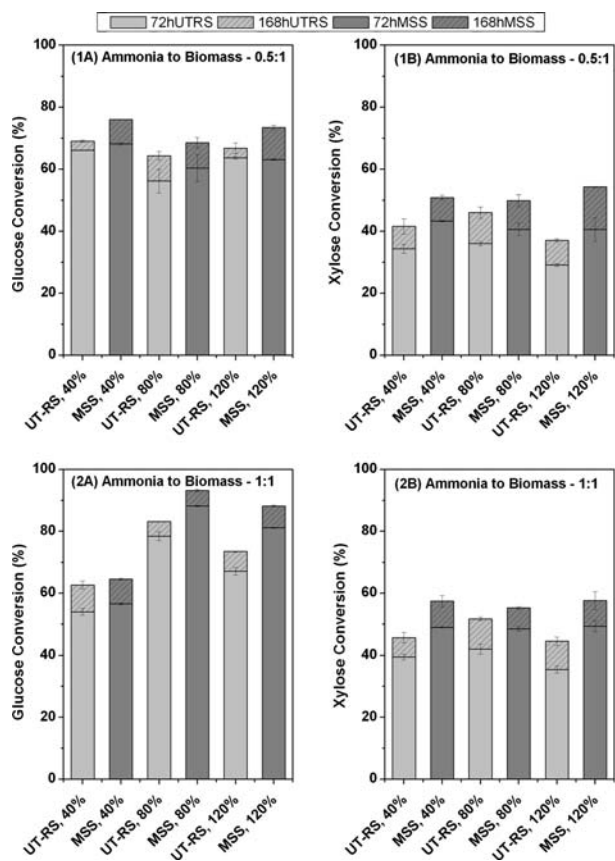 72hUTRS 168hUTRS 72hMSS 168hMSS
(1A) Ammonia to Biomass - 0.5:1
Glucose Conversion (%)
100
80
60
40
20
0
UT-RS, 40%
MSS, 40%
UT-RS, 80%
MSS, 80%
UT-RS, 120%
MSS, 120%
(1B) Ammonia to Biomass - 0.5:1
Xylose Conversion (%)
100
80
60
40
20
0
UT-RS, 40%
MSS, 40%
UT-RS, 80%
MSS, 80%
UT-RS, 120%
MSS, 120%
(2A) Ammonia to Biomass - 1:1
Glucose Conversion (%)
100
80
60
40
20
0
UT-RS, 40%
MSS, 40%
UT-RS, 80%
MSS, 80%
UT-RS, 120%
MSS, 120%
(2B) Ammonia to Biomass - 1:1
Xylose Conversion (%)
100
80
60
40
20
0
UT-RS, 40%
MSS, 40%
UT-RS, 80%
MSS, 80%
UT-RS, 120%
MSS, 120%